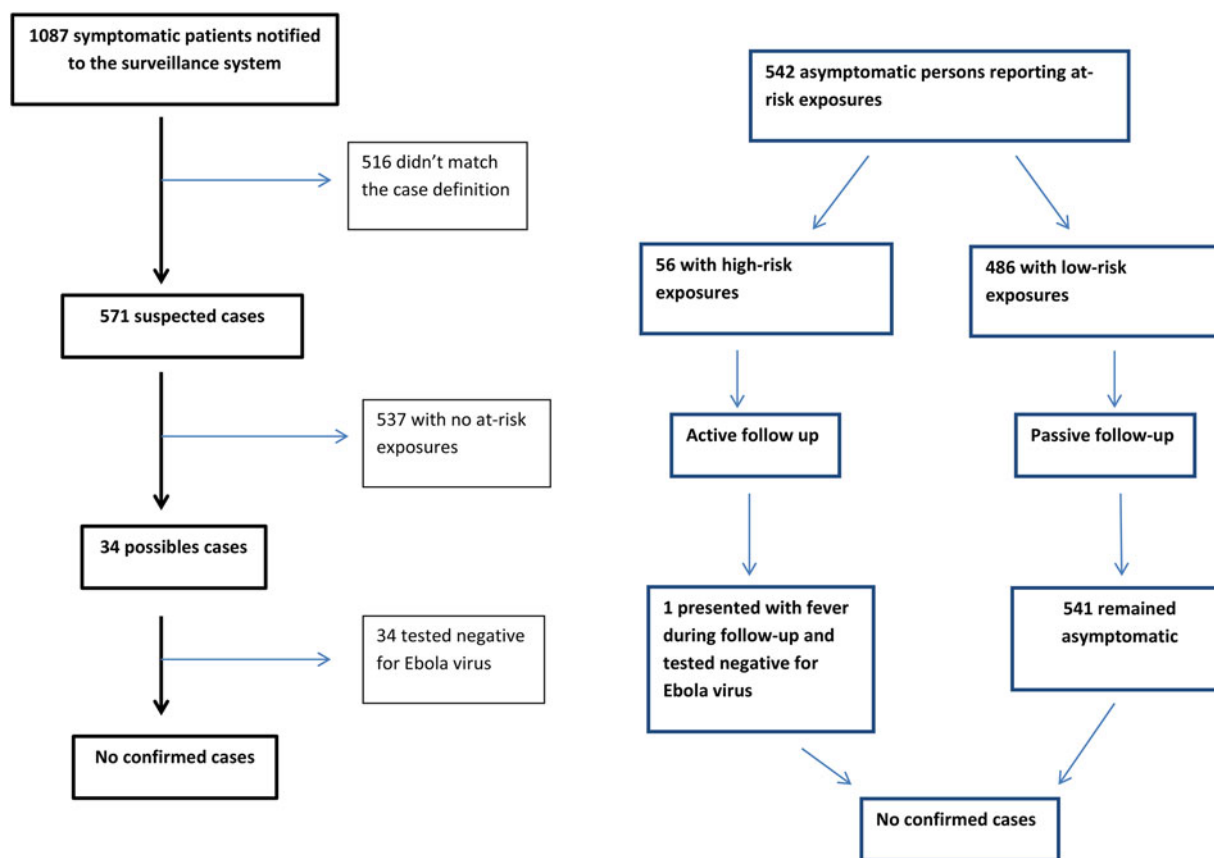 1087 symptomatic patients notified
to the surveillance system
516 didn’t match
the case definition
571 suspected cases
537 with no at-risk
exposures
34 possibles cases
34 tested negative
for Ebola virus
No confirmed cases
542 asymptomatic persons reporting at-
risk exposures
56 with high-risk
exposures
486 with low-risk
exposures
Active follow up
Passive follow-up
1 presented with fever
during follow-up and
tested negative for
Ebola virus
541 remained
asymptomatic
No confirmed cases